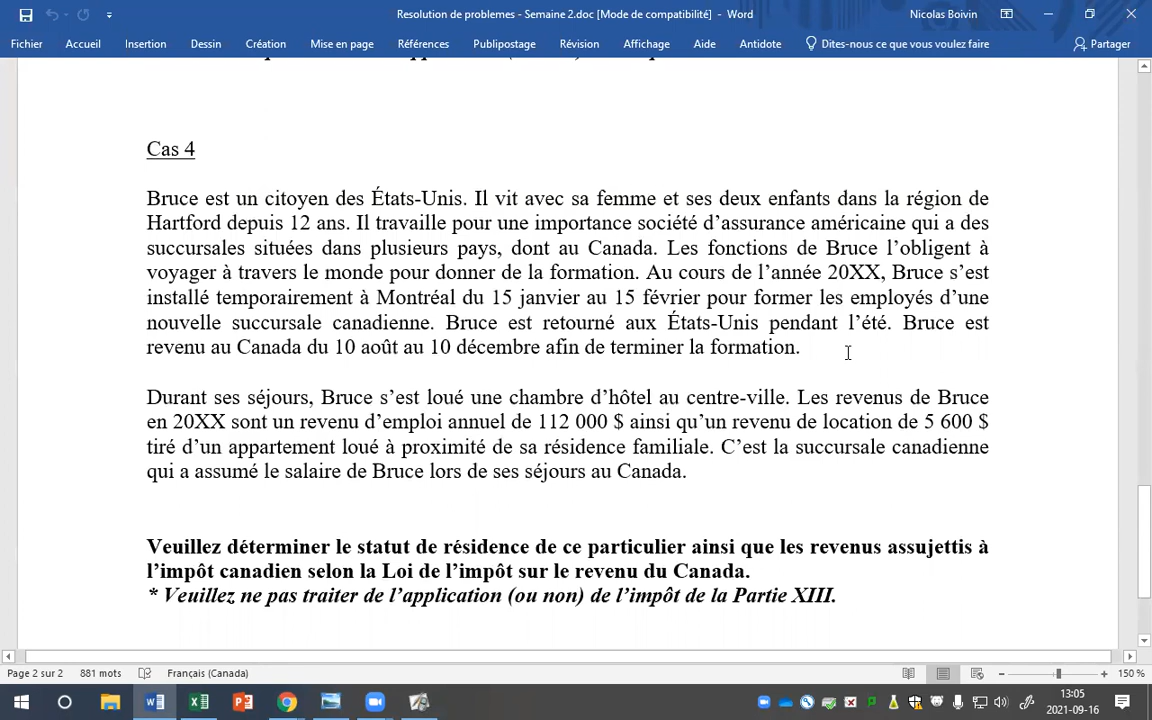 Resolution de problemes - Semaine 2.doc [Mode de compatibilité] - Word
Nicolas Boivin
Fichier Accueil Insertion Dessin Création Mise en page Références Publipostage Révision Affichage Aide Antidote Dites-nous ce que vous voulez faire Partager
Cas 4
Bruce est un citoyen des États-Unis. Il vit avec sa femme et ses deux enfants dans la région de
Hartford depuis 12 ans. Il travaille pour une importance société d’assurance américaine qui a des
succursales situées dans plusieurs pays, dont au Canada. Les fonctions de Bruce l’obligent à
voyager à travers le monde pour donner de la formation. Au cours de l’année 20XX, Bruce s’est
installé temporairement à Montréal du 15 janvier au 15 février pour former les employés d’une
nouvelle succursale canadienne. Bruce est retourné aux États-Unis pendant l’été. Bruce est
revenu au Canada du 10 août au 10 décembre afin de terminer la formation.
Durant ses séjours, Bruce s’est loué une chambre d’hôtel au centre-ville. Les revenus de Bruce
en 20XX sont un revenu d’emploi annuel de 112 000 $ ainsi qu’un revenu de location de 5 600 $
tiré d’un appartement loué à proximité de sa résidence familiale. C’est la succursale canadienne
qui a assumé le salaire de Bruce lors de ses séjours au Canada.
Veuillez déterminer le statut de résidence de ce particulier ainsi que les revenus assujettis à
l’impôt canadien selon la Loi de l’impôt sur le revenu du Canada.
* Veuillez ne pas traiter de l’application (ou non) de l’impôt de la Partie XIII.
Page 2 sur 2 881 mots Français (Canada) 150 %
13:05
2021-09-16